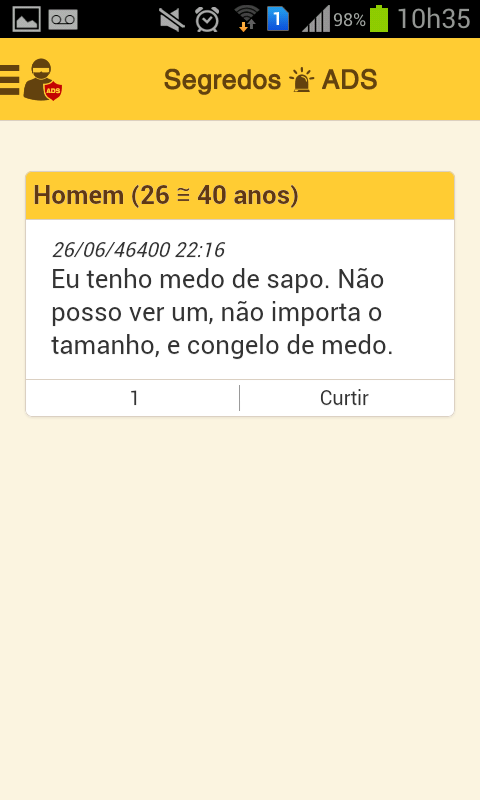 1 98% 10h35
ADS
Segredos ADS
Homem (26 ≅ 40 anos)
26/06/46400 22:16
Eu tenho medo de sapo. Não
posso ver um, não importa o
tamanho, e congelo de medo.
1 Curtir